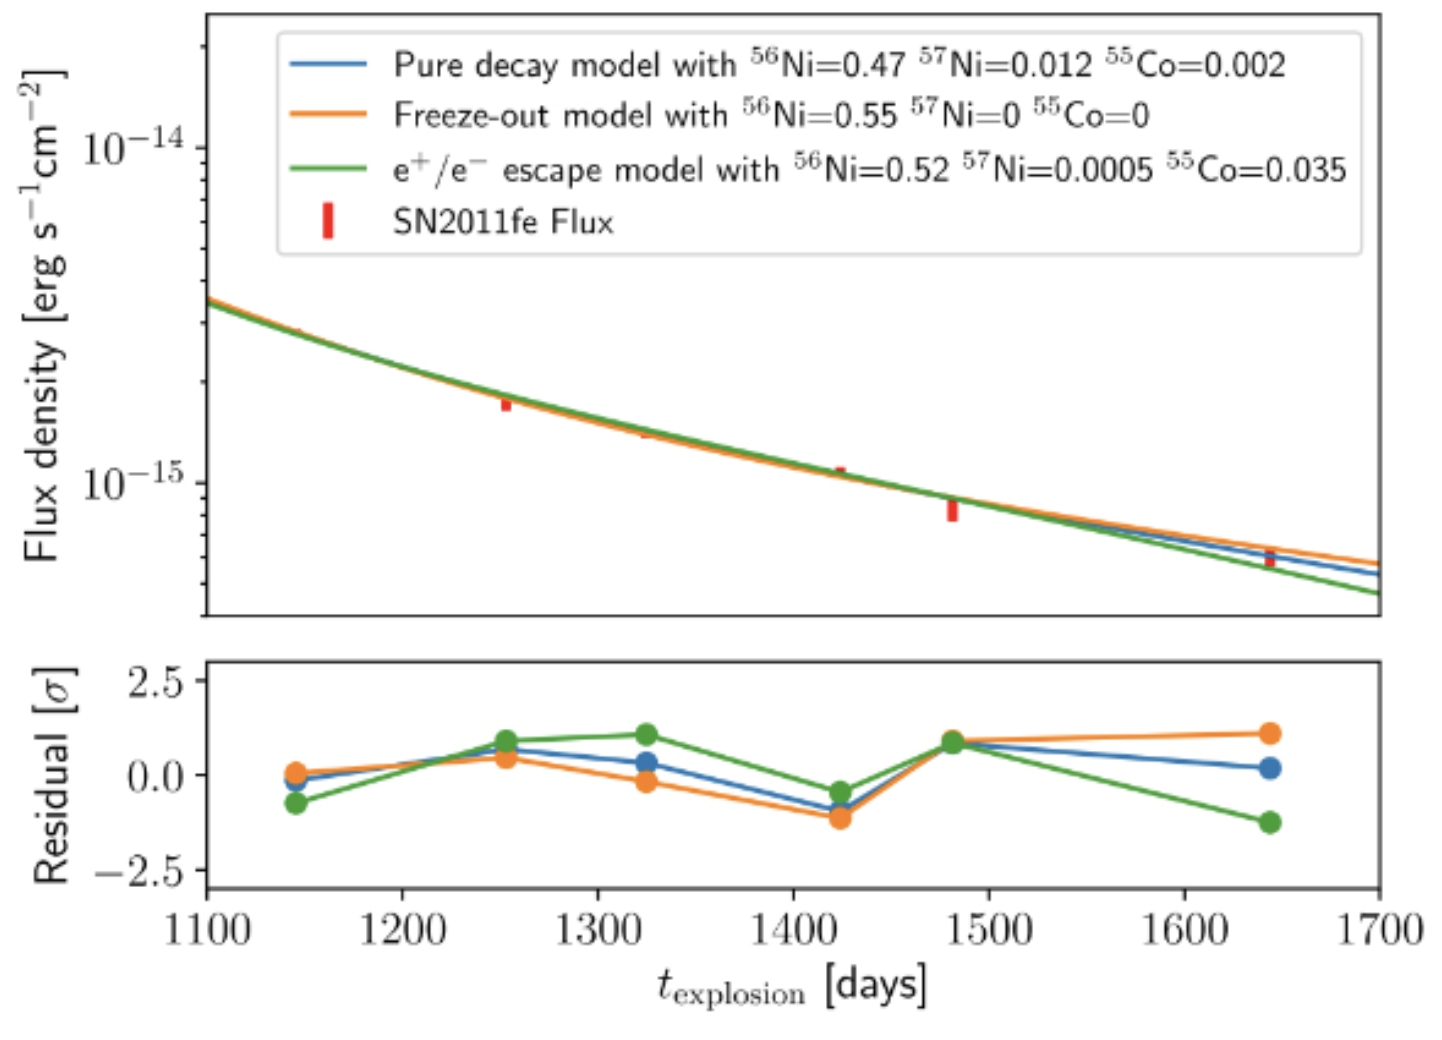 Pure decay model with ⁵⁶Ni=0.47 ⁵⁷Ni=0.012 ⁵⁵Co=0.002
Freeze-out model with ⁵⁶Ni=0.55 ⁵⁷Ni=0 ⁵⁵Co=0
e⁺/e⁻ escape model with ⁵⁶Ni=0.52 ⁵⁷Ni=0.0005 ⁵⁵Co=0.035
SN2011fe Flux
Flux density [erg s⁻¹cm⁻²]
10⁻¹⁴
10⁻¹⁵
Residual [σ]
2.5
0.0
−2.5
1100 1200 1300 1400 1500 1600 1700
t_explosion [days]